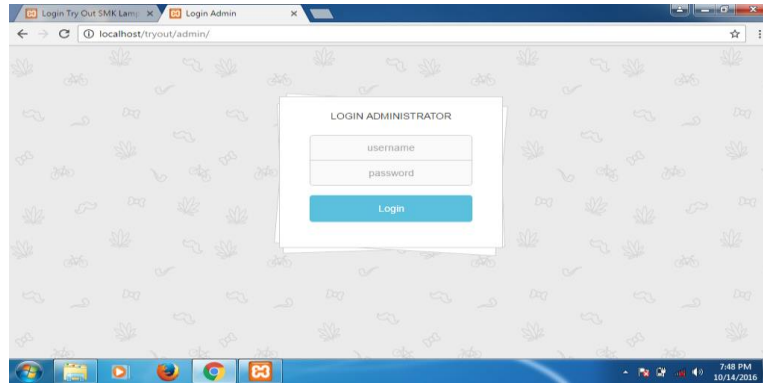 Login Try Out SMK Lamp
Login Admin
localhost/tryout/admin/
LOGIN ADMINISTRATOR
username
password
Login
7:48 PM
10/14/2016